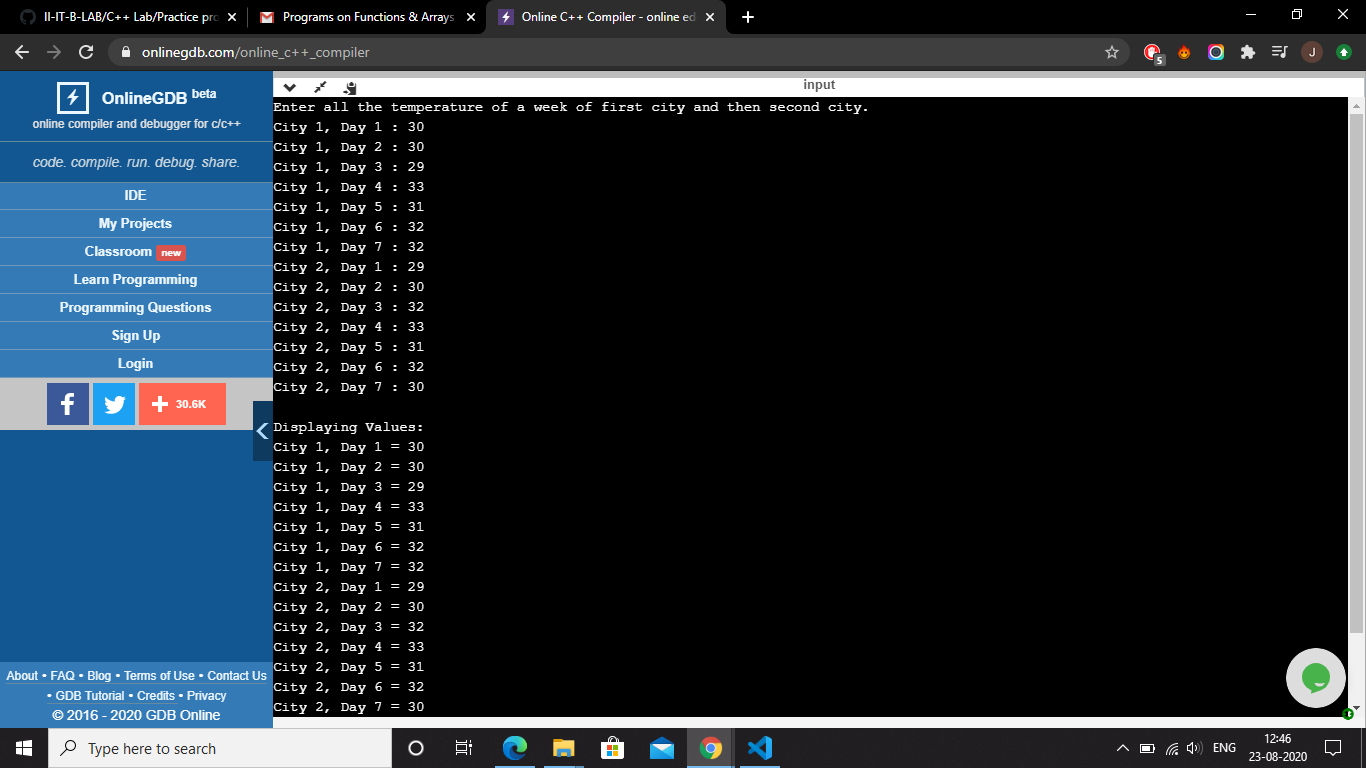 II-IT-B-LAB/C++ Lab/Practice pro
Programs on Functions & Arrays
Online C++ Compiler - online ed
onlinegdb.com/online_c++_compiler
5
J
OnlineGDB beta
online compiler and debugger for c/c++
code. compile. run. debug. share.
IDE
My Projects
Classroom new
Learn Programming
Programming Questions
Sign Up
Login
30.6K
About • FAQ • Blog • Terms of Use • Contact Us
• GDB Tutorial • Credits • Privacy
© 2016 - 2020 GDB Online
input
Enter all the temperature of a week of first city and then second city.
City 1, Day 1 : 30
City 1, Day 2 : 30
City 1, Day 3 : 29
City 1, Day 4 : 33
City 1, Day 5 : 31
City 1, Day 6 : 32
City 1, Day 7 : 32
City 2, Day 1 : 29
City 2, Day 2 : 30
City 2, Day 3 : 32
City 2, Day 4 : 33
City 2, Day 5 : 31
City 2, Day 6 : 32
City 2, Day 7 : 30
Displaying Values:
City 1, Day 1 = 30
City 1, Day 2 = 30
City 1, Day 3 = 29
City 1, Day 4 = 33
City 1, Day 5 = 31
City 1, Day 6 = 32
City 1, Day 7 = 32
City 2, Day 1 = 29
City 2, Day 2 = 30
City 2, Day 3 = 32
City 2, Day 4 = 33
City 2, Day 5 = 31
City 2, Day 6 = 32
City 2, Day 7 = 30
Type here to search
ENG
12:46
23-08-2020